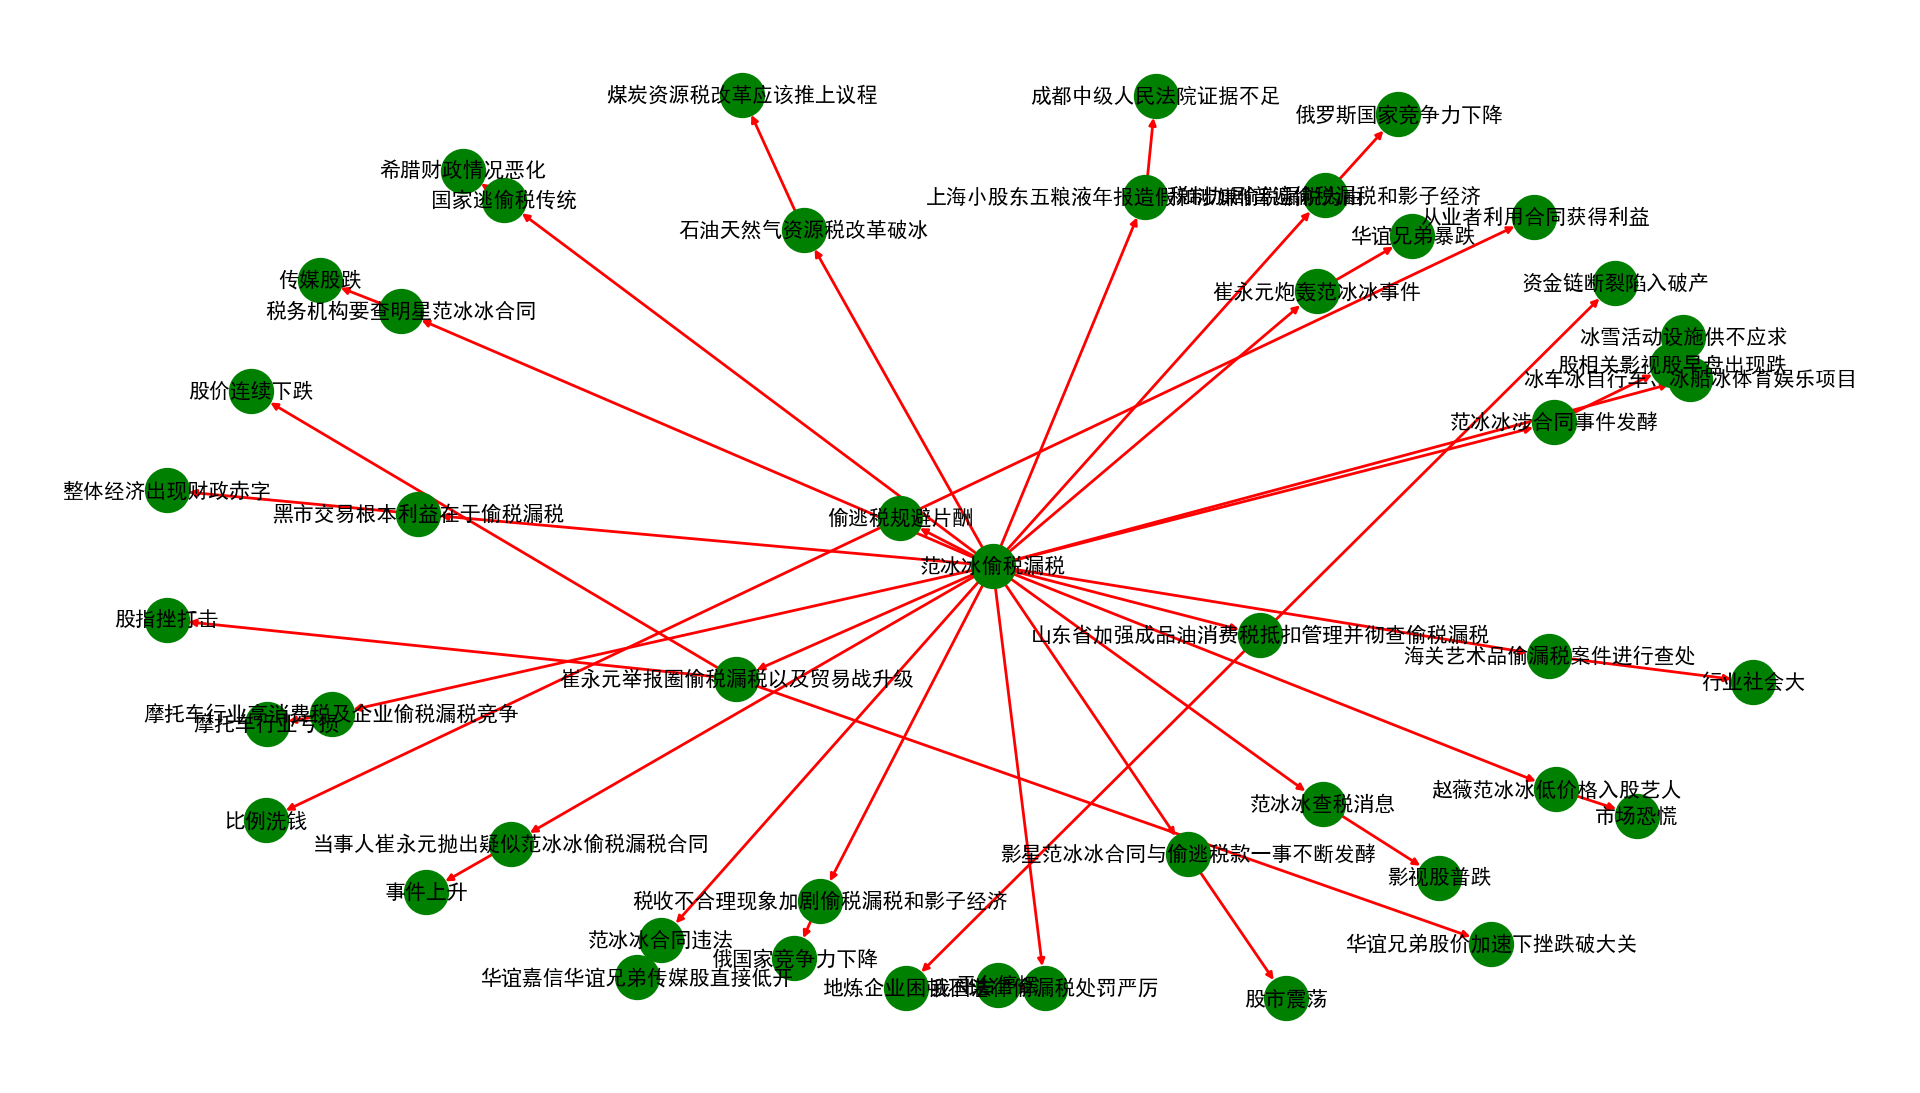 煤炭资源税改革应该推上议程
成都中级人民法院证据不足
俄罗斯国家竞争力下降
希腊财政情况恶化
国家逃偷税传统
上海小股东五粮液年报造假
偷税漏税和影子经济
从业者利用合同获得利益
石油天然气资源税改革破冰
华谊兄弟暴跌
传媒股跌
税务机构要查明星范冰冰合同
崔永元炮轰范冰冰事件
资金链断裂陷入破产
冰雪活动设施供不应求
股相关影视股早盘出现跌
冰车冰自行车、冰船冰体育娱乐项目
股价连续下跌
范冰冰涉合同事件发酵
整体经济出现财政赤字
黑市交易根本利益在于偷税漏税
偷逃税规避片酬
范冰冰偷税漏税
股指挫打击
山东省加强成品油消费税抵扣管理并彻查偷税漏税
海关艺术品偷漏税案件进行查处
崔永元举报圈偷税漏税以及贸易战升级
行业社会大
摩托车行业高消费税及企业偷税漏税竞争
摩托车行业亏损
赵薇范冰冰低价格入股艺人
范冰冰查税消息
市场恐慌
比例洗钱
当事人崔永元抛出疑似范冰冰偷税漏税合同
影星范冰冰合同与偷逃税款一事不断发酵
影视股普跌
事件上升
税收不合理现象加剧偷税漏税和影子经济
范冰冰合同违法
华谊兄弟股价加速下挫跌破大关
俄国家竞争力下降
华谊嘉信华谊兄弟传媒股直接低开
地炼企业困
偷漏税处罚严厉
股市震荡